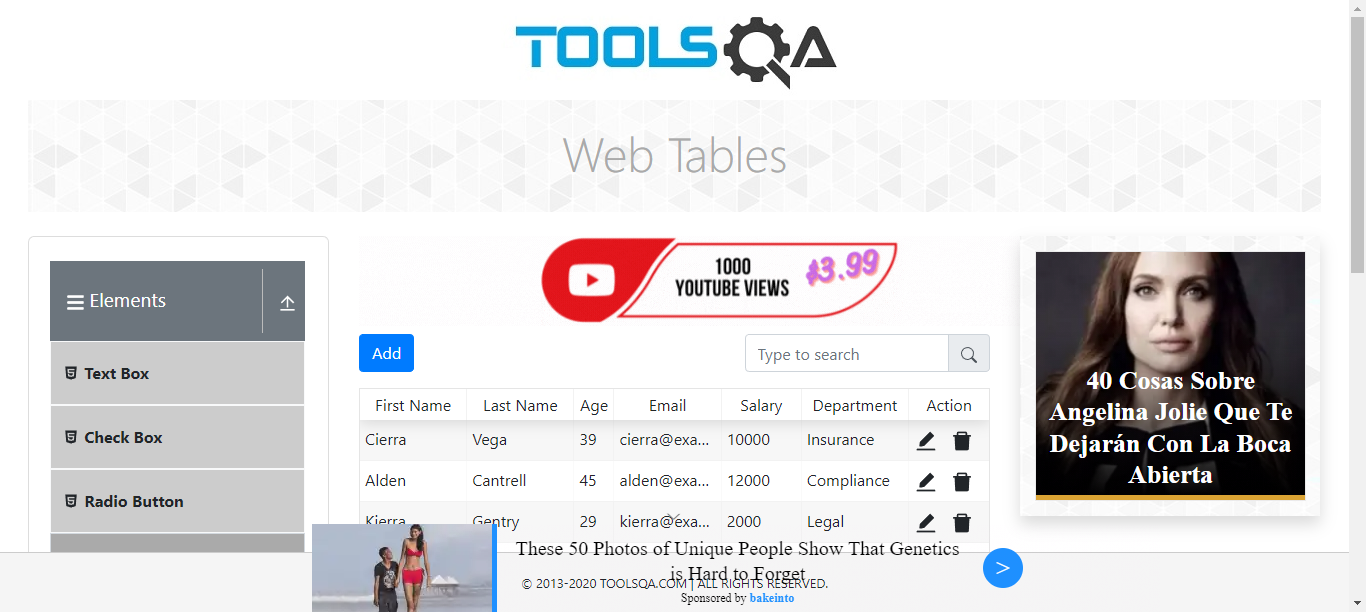 TOOLSQA
Web Tables
Elements
Text Box
Check Box
Radio Button
1000
YOUTUBE VIEWS
$3.99
Add
Type to search
First Name Last Name Age Email Salary Department Action
Cierra Vega 39 cierra@exa... 10000 Insurance
Alden Cantrell 45 alden@exa... 12000 Compliance
Kierra Gentry 29 kierra@exa... 2000 Legal
40 Cosas Sobre
Angelina Jolie Que Te
Dejarán Con La Boca
Abierta
These 50 Photos of Unique People Show That Genetics
is Hard to Forget
>
© 2013-2020 TOOLSQA.COM | ALL RIGHTS RESERVED.
Sponsored by bakeinto